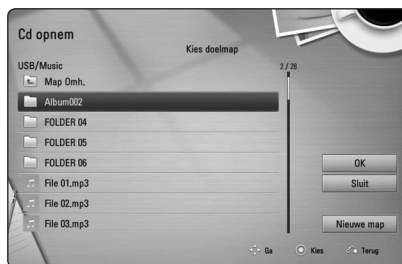 Cd opnem
Kies doelmap
USB/Music 2 / 28
Map Omh.
Album002
FOLDER 04
FOLDER 05
FOLDER 06
File 01.mp3
File 02.mp3
File 03.mp3
OK
Sluit
Nieuwe map
Ga Kies Terug